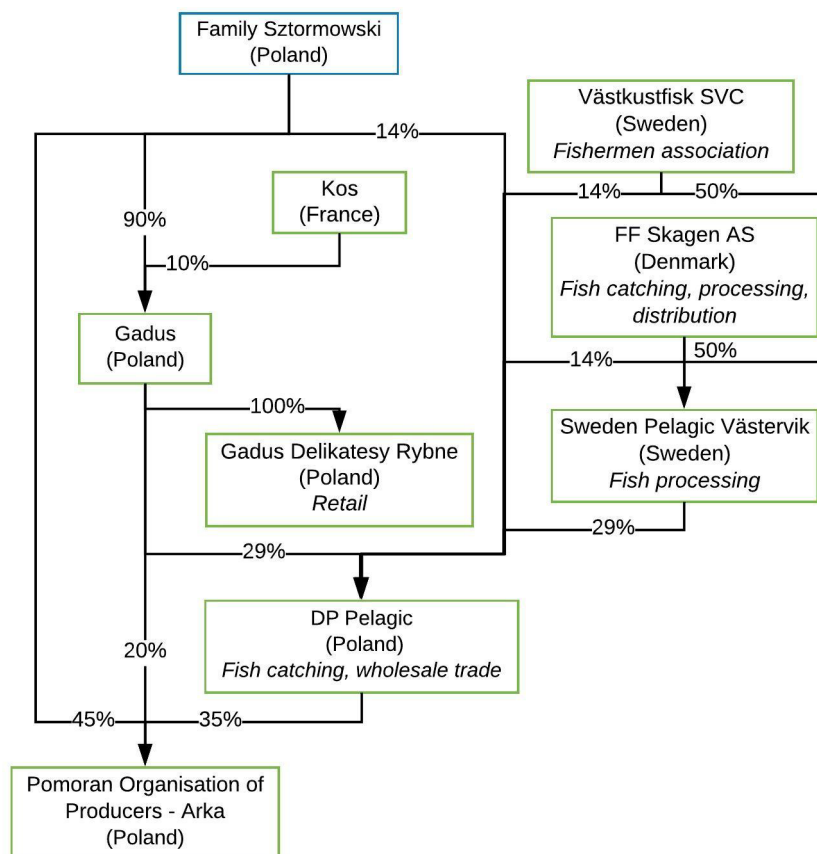 Family Sztormowski
(Poland)
14%
Västkustfisk SVC
(Sweden)
Fishermen association
Kos
(France)
14%
50%
90%
10%
FF Skagen AS
(Denmark)
Fish catching, processing,
distribution
Gadus
(Poland)
14%
50%
100%
Gadus Delikatesy Rybne
(Poland)
Retail
Sweden Pelagic Västervik
(Sweden)
Fish processing
29%
29%
DP Pelagic
(Poland)
Fish catching, wholesale trade
20%
45%
35%
Pomoran Organisation of
Producers - Arka
(Poland)